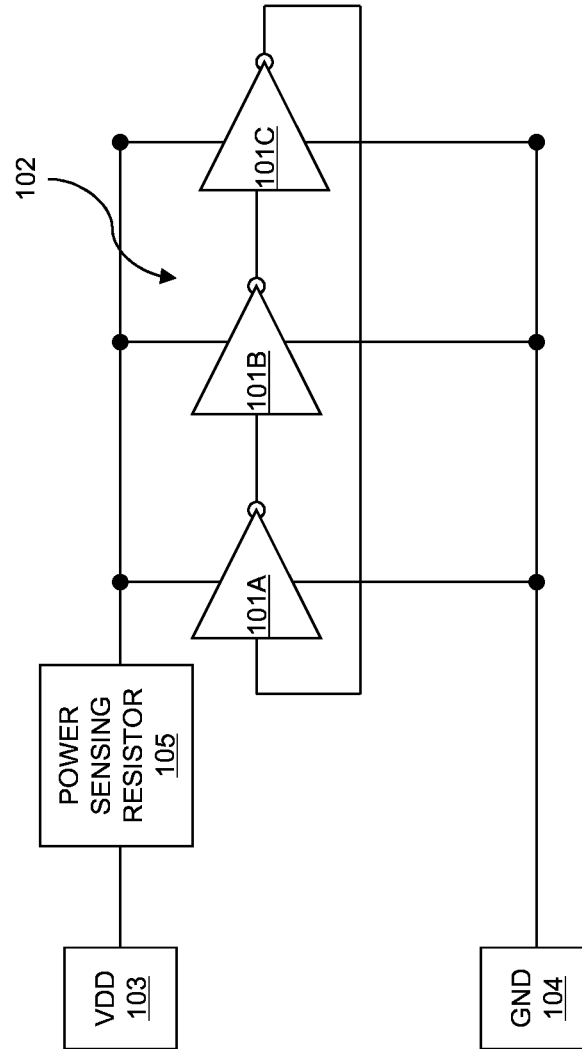 102
VDD
103
POWER
SENSING
RESISTOR
105
101A
101B
101C
GND
104